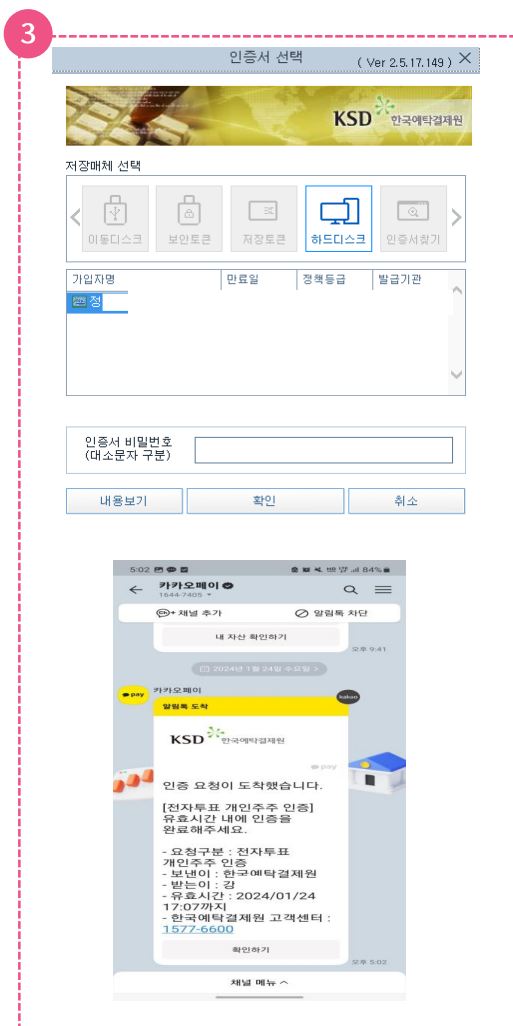 3
인증서 선택 ( Ver 2.5.17.149 )
KSD 한국예탁결제원
저장매체 선택
이동디스크 보안토큰 저장토큰 하드디스크 인증서찾기
가입자명 만료일 정책등급 발급기관
정
인증서 비밀번호
(대소문자 구분)
내용보기 확인 취소
5:02 84%
카카오페이
1644-7405
Ch+ 채널 추가 알림톡 차단
내 자산 확인하기
오후 9:41
2024년 1월 24일 수요일 >
pay 카카오페이
kakao
알림톡 도착
KSD 한국예탁결제원
pay
인증 요청이 도착했습니다.
[전자투표 개인주주 인증]
유효시간 내에 인증을
완료해주세요.
- 요청구분 : 전자투표
개인주주 인증
- 보낸이 : 한국예탁결제원
- 받는이 : 강
- 유효시간 : 2024/01/24
17:07까지
- 한국예탁결제원 고객센터 :
1577-6600
확인하기
오후 5:02
채널 메뉴